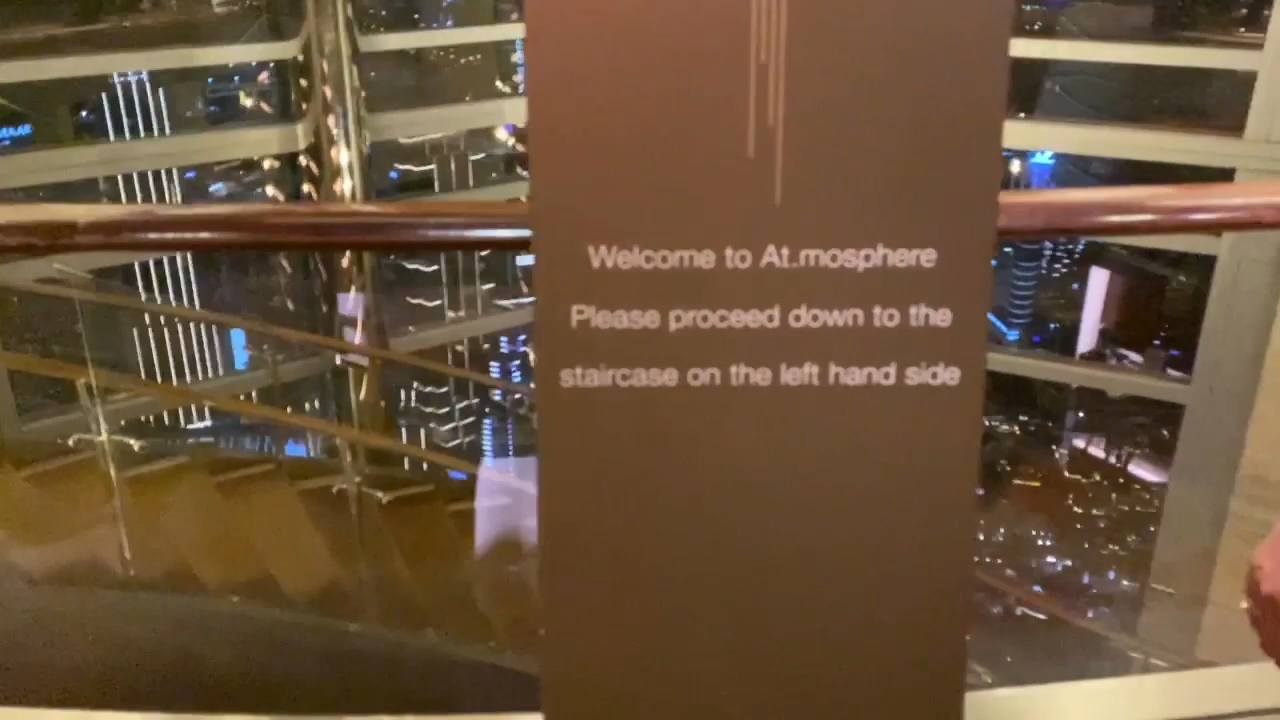 Welcome to At.mosphere
Please proceed down to the
staircase on the left hand side